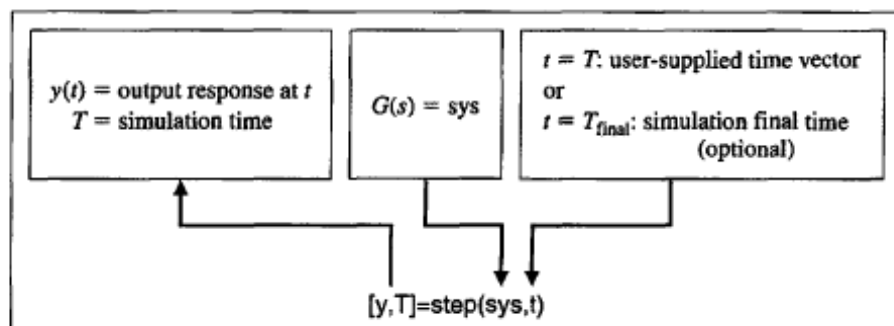 y(t) = output response at t
T = simulation time
G(s) = sys
t = T: user-supplied time vector
or
t = T_final: simulation final time
(optional)
[y,T]=step(sys,t)